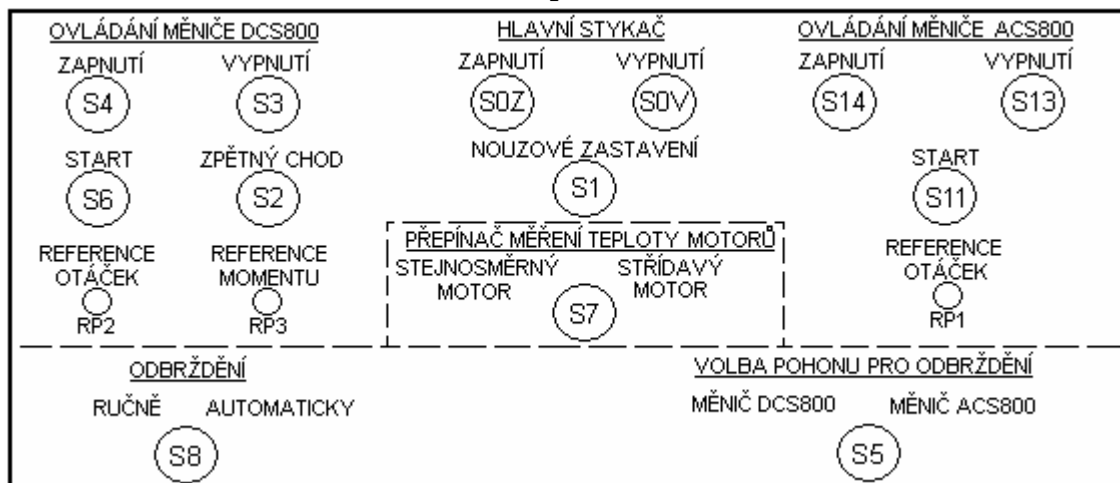 OVLÁDÁNÍ MĚNIČE DCS800
ZAPNUTÍ VYPNUTÍ
S4 S3
START ZPĚTNÝ CHOD
S6 S2
REFERENCE OTÁČEK REFERENCE MOMENTU
RP2 RP3
HLAVNÍ STYKAČ
ZAPNUTÍ VYPNUTÍ
S0Z S0V
NOUZOVÉ ZASTAVENÍ
S1
PŘEPÍNAČ MĚŘENÍ TEPLOTY MOTORŮ
STEJNOSMĚRNÝ MOTOR STŘÍDAVÝ MOTOR
S7
OVLÁDÁNÍ MĚNIČE ACS800
ZAPNUTÍ VYPNUTÍ
S14 S13
START
S11
REFERENCE
OTÁČEK
RP1
ODBRŽDĚNÍ
RUČNĚ AUTOMATICKY
S8
VOLBA POHONU PRO ODBRŽDĚNÍ
MĚNIČ DCS800 MĚNIČ ACS800
S5